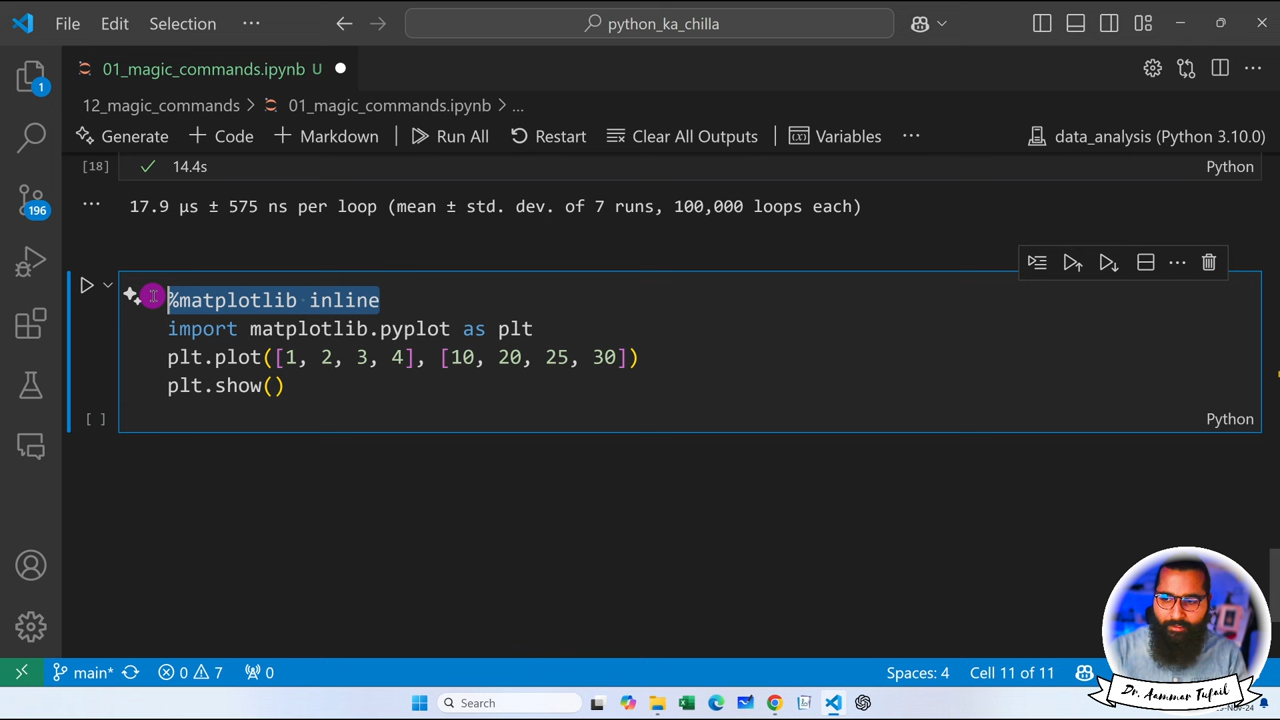 File Edit Selection ··· python_ka_chilla
01_magic_commands.ipynb U
1
12_magic_commands > 01_magic_commands.ipynb > ...
Generate + Code + Markdown Run All Restart Clear All Outputs Variables ··· data_analysis (Python 3.10.0)
[18] 14.4s Python
196
··· 17.9 µs ± 575 ns per loop (mean ± std. dev. of 7 runs, 100,000 loops each)
%matplotlib inline
import matplotlib.pyplot as plt
plt.plot([1, 2, 3, 4], [10, 20, 25, 30])
plt.show()
[ ] Python
main* 0 7 0 Spaces: 4 Cell 11 of 11
Search
Dr. Aammar Tufail
-Nov-24